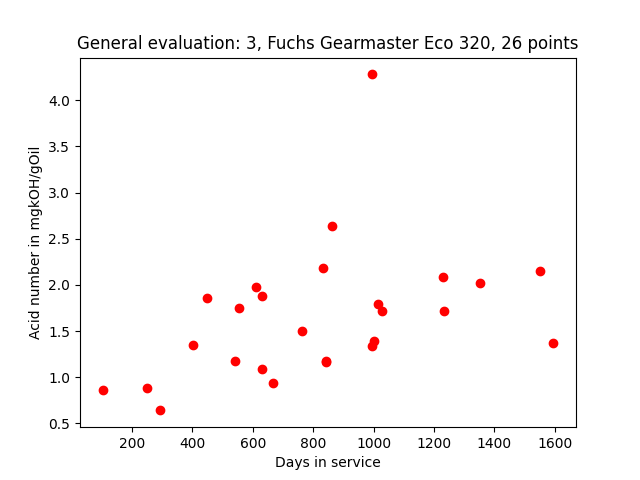 General evaluation: 3, Fuchs Gearmaster Eco 320, 26 points
Acid number in mgkOH/gOil
4.0
3.5
3.0
2.5
2.0
1.5
1.0
0.5
200 400 600 800 1000 1200 1400 1600
Days in service